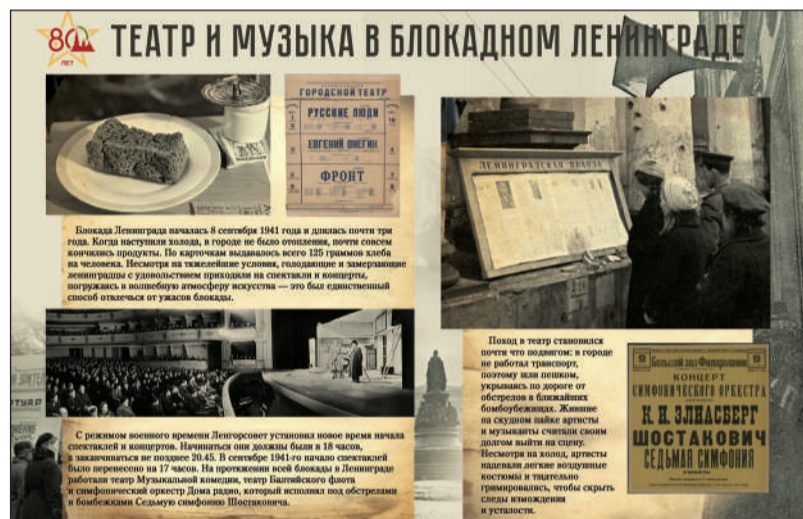 80
ЛЕТ
ТЕАТР И МУЗЫКА В БЛОКАДНОМ ЛЕНИНГРАДЕ
ГОРОДСКОЙ ТЕАТР
РУССКИЕ ЛЮДИ
ЕВГЕНИЙ ОНЕГИН
ФРОНТ
ЛЕНИНГРАДСКАЯ ПРАВДА
Блокада Ленинграда началась 8 сентября 1941 года и длилась почти три
года. Когда наступили холода, в городе не было отопления, почти совсем
кончились продукты. По карточкам выдавалось всего 125 граммов хлеба
на человека. Несмотря на тяжелейшие условия, голодающие и замерзающие
ленинградцы с удовольствием приходили на спектакли и концерты,
погружаясь в волшебную атмосферу искусства — это был единственный
способ отвлечься от ужасов блокады.
С режимом военного времени Ленгорсовет установил новое время начала
спектаклей и концертов. Начинаться они должны были в 18 часов,
а заканчиваться не позднее 20.45. В сентябре 1941-го начало спектаклей
было перенесено на 17 часов. На протяжении всей блокады в Ленинграде
работали театр Музыкальной комедии, театр Балтийского флота
и симфонический оркестр Дома радио, который исполнял под обстрелами
и бомбежками Седьмую симфонию Шостаковича.
Поход в театр становился
почти что подвигом: в городе
не работал транспорт,
поэтому шли пешком,
укрываясь по дороге от
обстрелов в ближайших
бомбоубежищах. Жившие
на скудном пайке артисты
и музыканты считали своим
долгом выйти на сцену.
Несмотря на холод, артисты
надевали легкие воздушные
костюмы и тщательно
гримировались, чтобы скрыть
следы изможденния
и усталости.
9 Большой зал Филармонии 9
КОНЦЕРТ
СИМФОНИЧЕСКОГО ОРКЕСТРА
К. И. ЭЛИАСБЕРГ
ШОСТАКОВИЧ
СЕДЬМАЯ СИМФОНИЯ